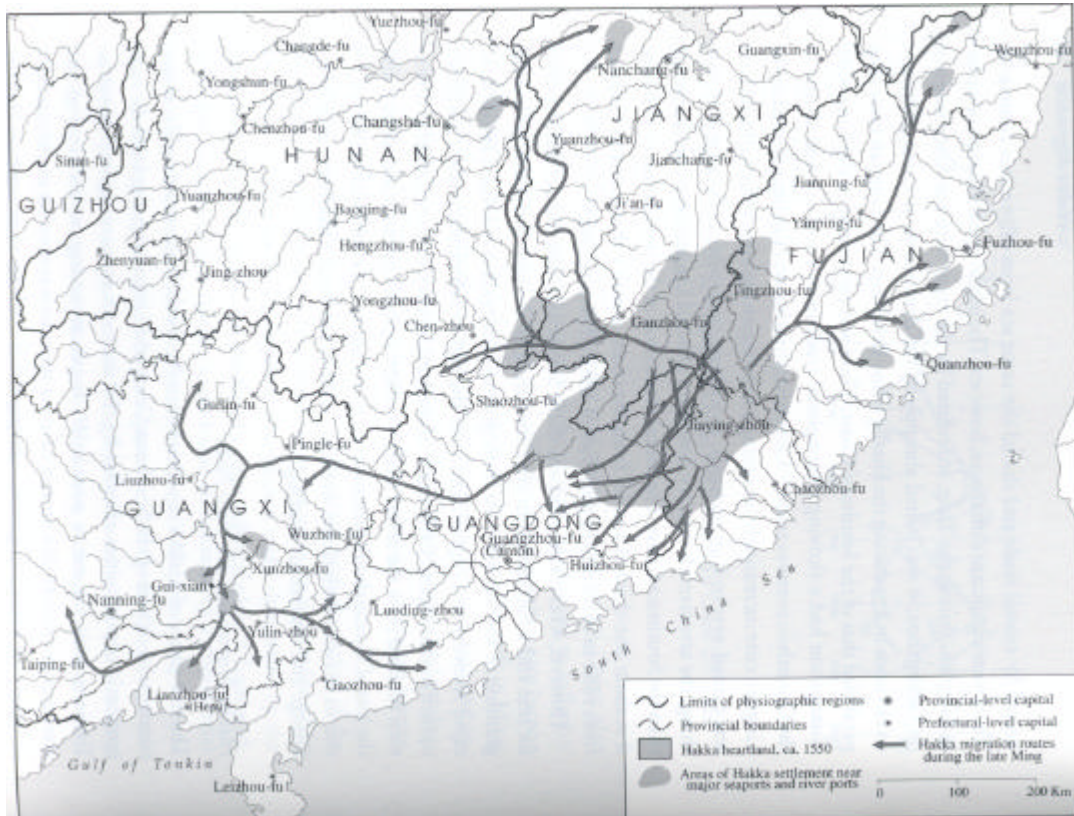 Yuezhou-fu
Changde-fu
Guangxin-fu
Wenzhou-fu
Nanchang-fu
Yongshun-fu
JIANGXI
Chenzhou-fu
Changsha-fu
Yuanzhou-fu
HUNAN
Jianchang-fu
Sinan-fu
Jianning-fu
Yuanzhou-fu
GUIZHOU
Baoqing-fu
Ji'an-fu
Yanping-fu
Hengzhou-fu
Fuzhou-fu
Zhenyuan-fu
FUJIAN
Jing-zhou
Tingzhou-fu
Yongzhou-fu
Chen-zhou
Ganzhou-fu
Quanzhou-fu
Guilin-fu
Shaozhou-fu
Jiaying-zhou
Pingle-fu
Liuzhou-fu
Chaozhou-fu
GUANGXI
GUANGDONG
Wuzhou-fu
Guangzhou-fu
(Canton)
Xunzhou-fu
Huizhou-fu
Gui-xian
Nanning-fu
Luoding-zhou
Yulin-zhou
South China Sea
Taiping-fu
Gaozhou-fu
Lianzhou-fu
Hepu
Gulf of Tonkin
Leizhou-fu
Limits of physiographic regions
Provincial boundaries
Hakka heartland, ca. 1550
Areas of Hakka settlement near
major seaports and river ports
Provincial-level capital
Prefectural-level capital
Hakka migration routes
during the late Ming
0 100 200 Km